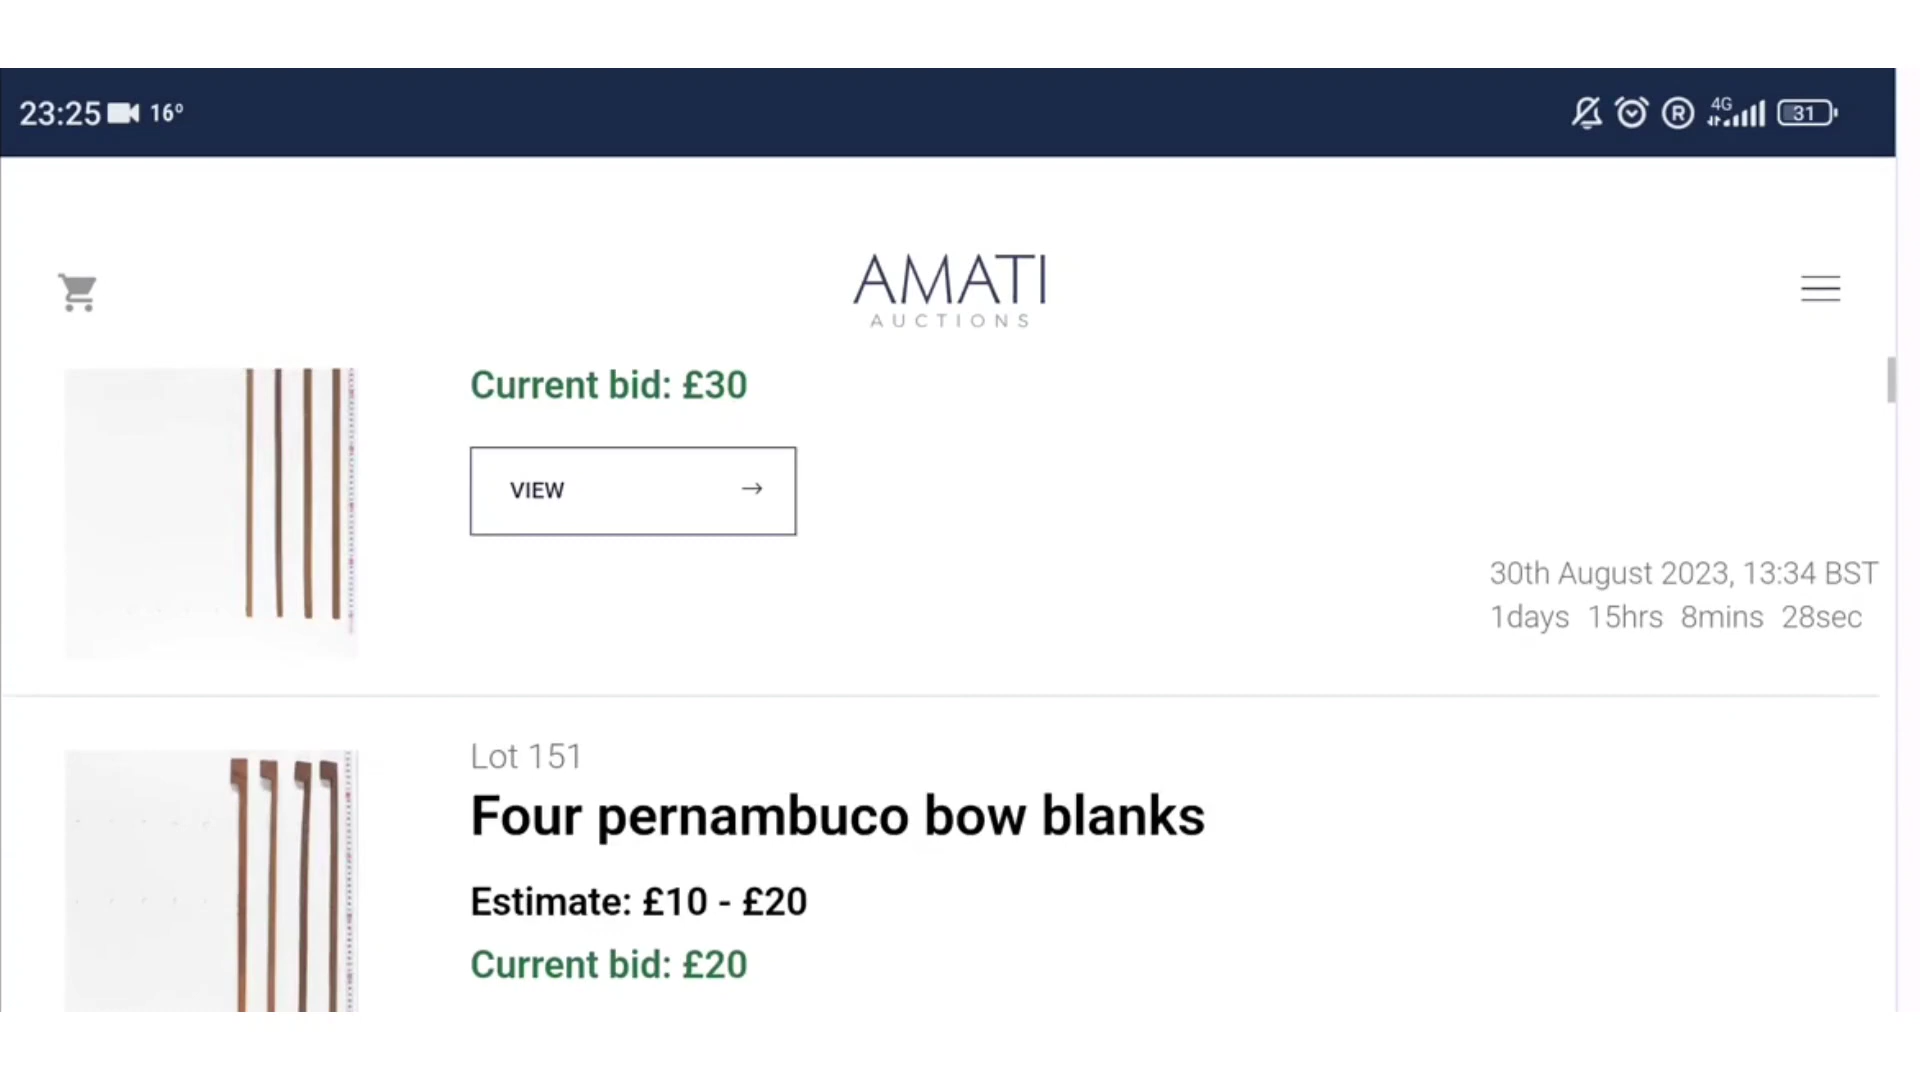 23:25 16°
4G 31
AMATI
AUCTIONS
Current bid: £30
VIEW →
30th August 2023, 13:34 BST
1days 15hrs 8mins 28sec
Lot 151
Four pernambuco bow blanks
Estimate: £10 - £20
Current bid: £20